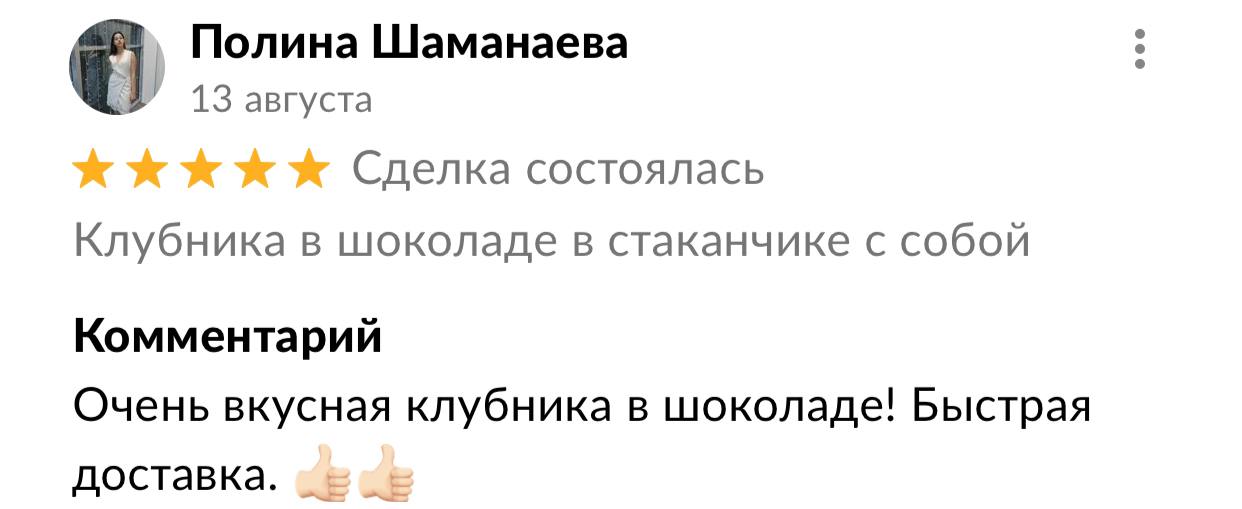 Полина Шаманаева
13 августа
Сделка состоялась
Клубника в шоколаде в стаканчике с собой
Комментарий
Очень вкусная клубника в шоколаде! Быстрая
доставка. 👍🏻👍🏻